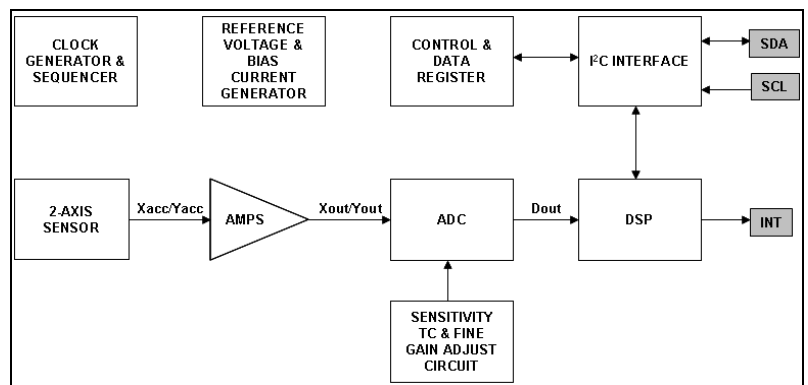 CLOCK
GENERATOR &
SEQUENCER
REFERENCE
VOLTAGE &
BIAS
CURRENT
GENERATOR
CONTROL &
DATA
REGISTER
I²C INTERFACE
SDA
SCL
2-AXIS
SENSOR
Xacc/Yacc
AMPS
Xout/Yout
ADC
Dout
DSP
INT
SENSITIVITY
TC & FINE
GAIN ADJUST
CIRCUIT